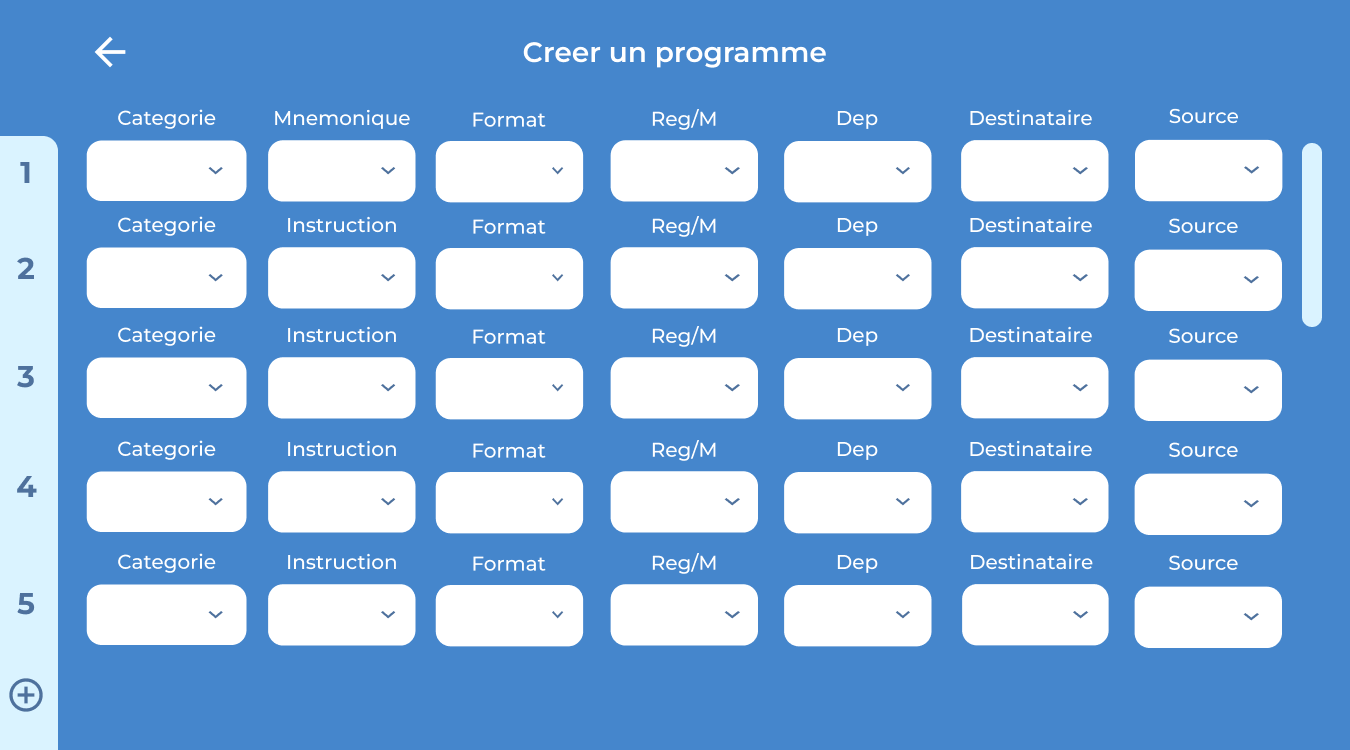 Creer un programme
Categorie Mnemonique Format Reg/M Dep Destinataire Source
1
Categorie Instruction Format Reg/M Dep Destinataire Source
2
Categorie Instruction Format Reg/M Dep Destinataire Source
3
Categorie Instruction Format Reg/M Dep Destinataire Source
4
Categorie Instruction Format Reg/M Dep Destinataire Source
5